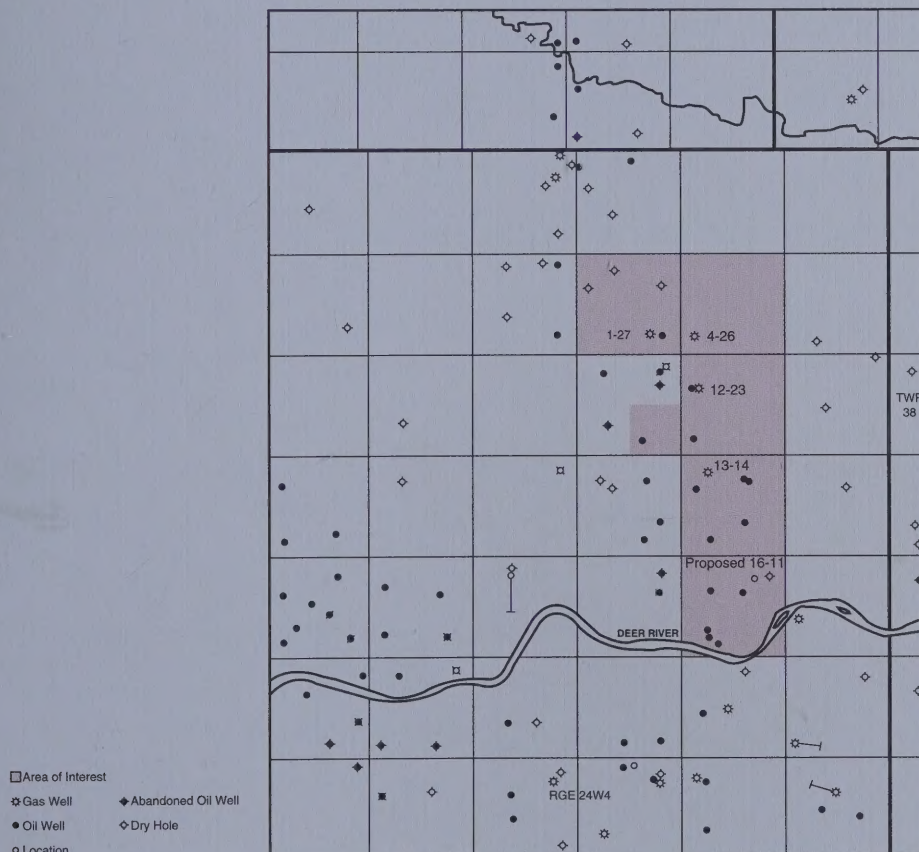 1-27
4-26
12-23
TWP
38
13-14
Proposed 16-11
DEER RIVER
RGE 24W4
Area of Interest
Gas Well
Abandoned Oil Well
Oil Well
Dry Hole
Location